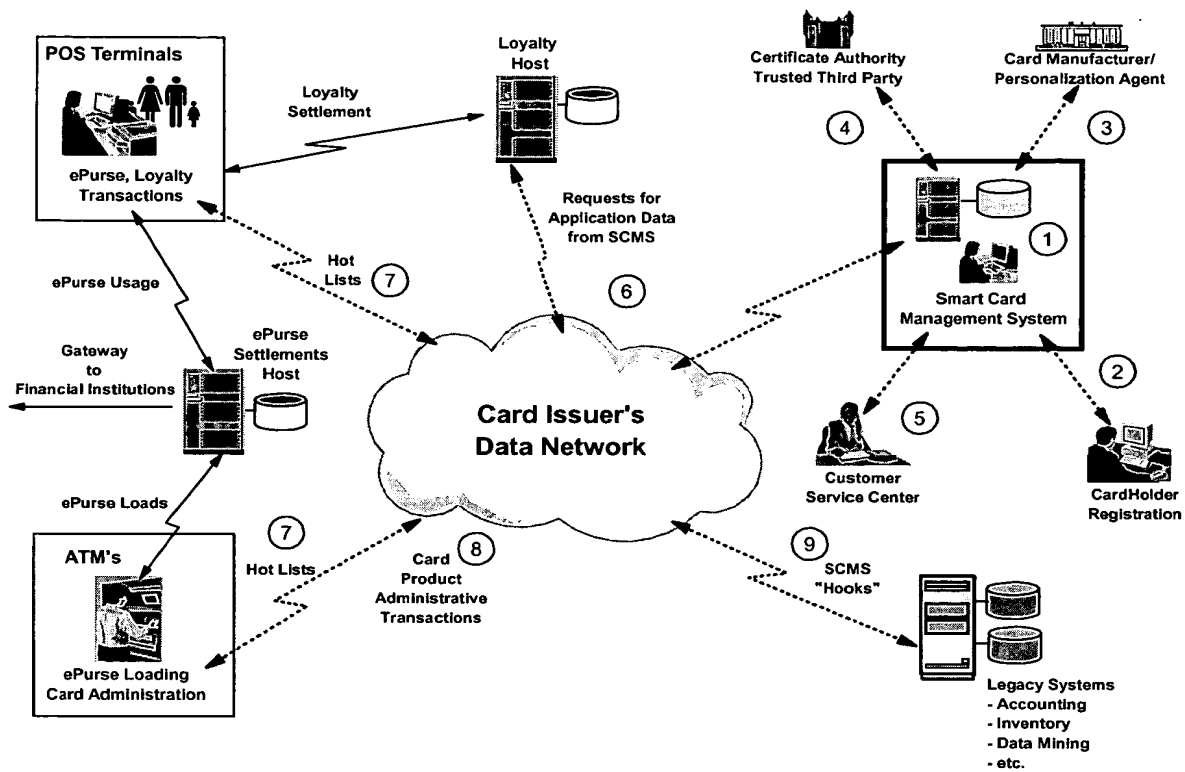 POS Terminals
ePurse, Loyalty
Transactions
Loyalty
Settlement
Loyalty
Host
Certificate Authority
Trusted Third Party
Card Manufacturer/
Personalization Agent
4
3
1
Smart Card
Management System
Requests for
Application Data
from SCMS
6
Hot
Lists
7
ePurse Usage
ePurse
Settlements
Host
Gateway
to
Financial Institutions
Card Issuer's
Data Network
2
5
Customer
Service Center
CardHolder
Registration
ePurse Loads
ATM's
ePurse Loading
Card Administration
7
Hot Lists
8
Card
Product
Administrative
Transactions
9
SCMS
"Hooks"
Legacy Systems
- Accounting
- Inventory
- Data Mining
- etc.